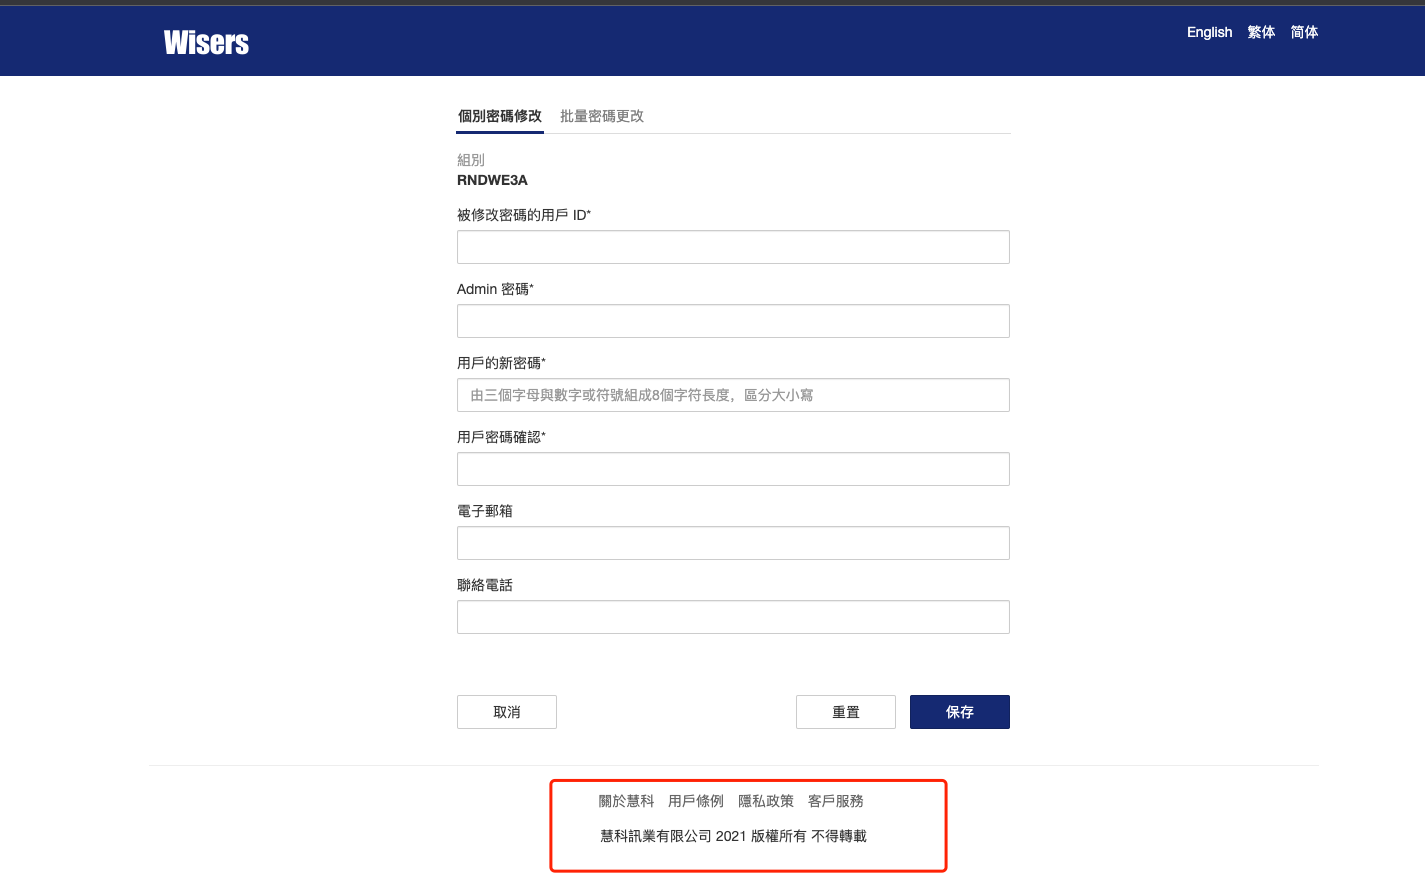 Wisers
English 繁体 简体
個別密碼修改 批量密碼更改
組別
RNDWE3A
被修改密碼的用戶 ID*
Admin 密碼*
用戶的新密碼*
由三個字母與數字或符號組成8個字符長度，區分大小寫
用戶密碼確認*
電子郵箱
聯絡電話
取消 重置 保存
關於慧科 用戶條例 隱私政策 客戶服務
慧科訊業有限公司 2021 版權所有 不得轉載